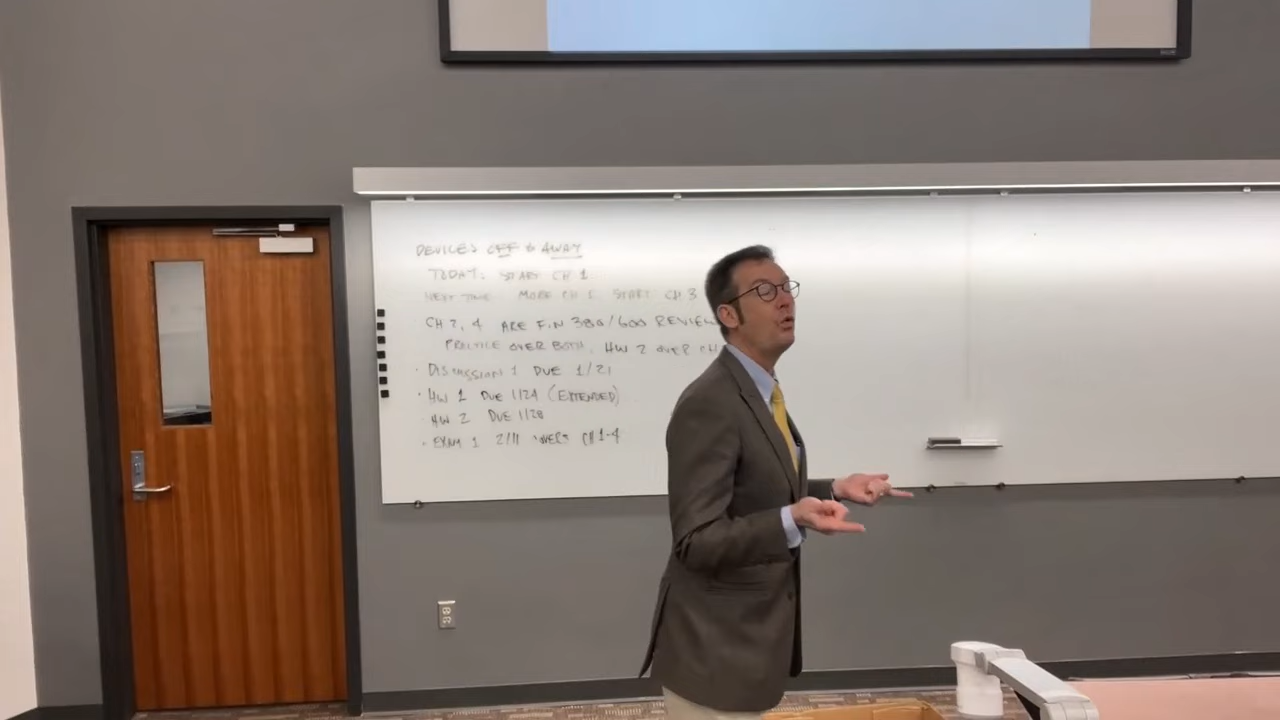 DEVICES OFF & AWAY
TODAY: START CH 1
NEXT TIME MORE CH 1, START CH 3
CH 2, 4 ARE FIN 380/600 REVIEW
PRACTICE OVER BOTH, HW 2 OVER CH
· DISCUSSION 1 DUE 1/21
· HW 1 DUE 1/24 (EXTENDED)
· HW 2 DUE 1/28
· EXAM 1 2/11 COVERS CH 1-4